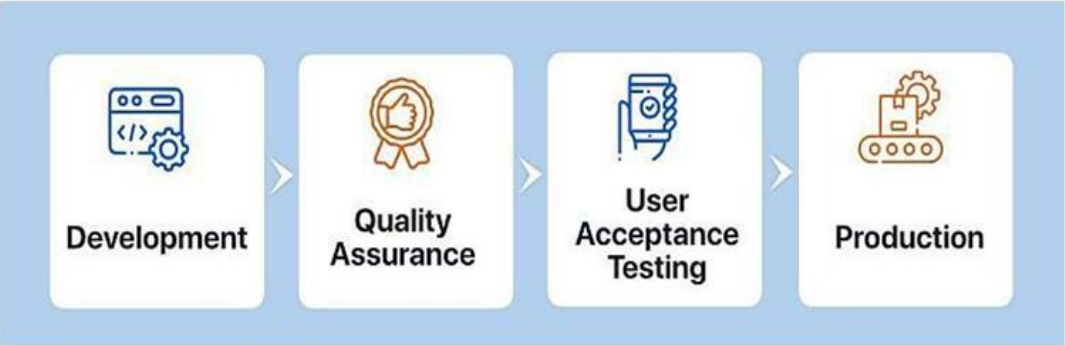 Development
Quality
Assurance
User
Acceptance
Testing
Production